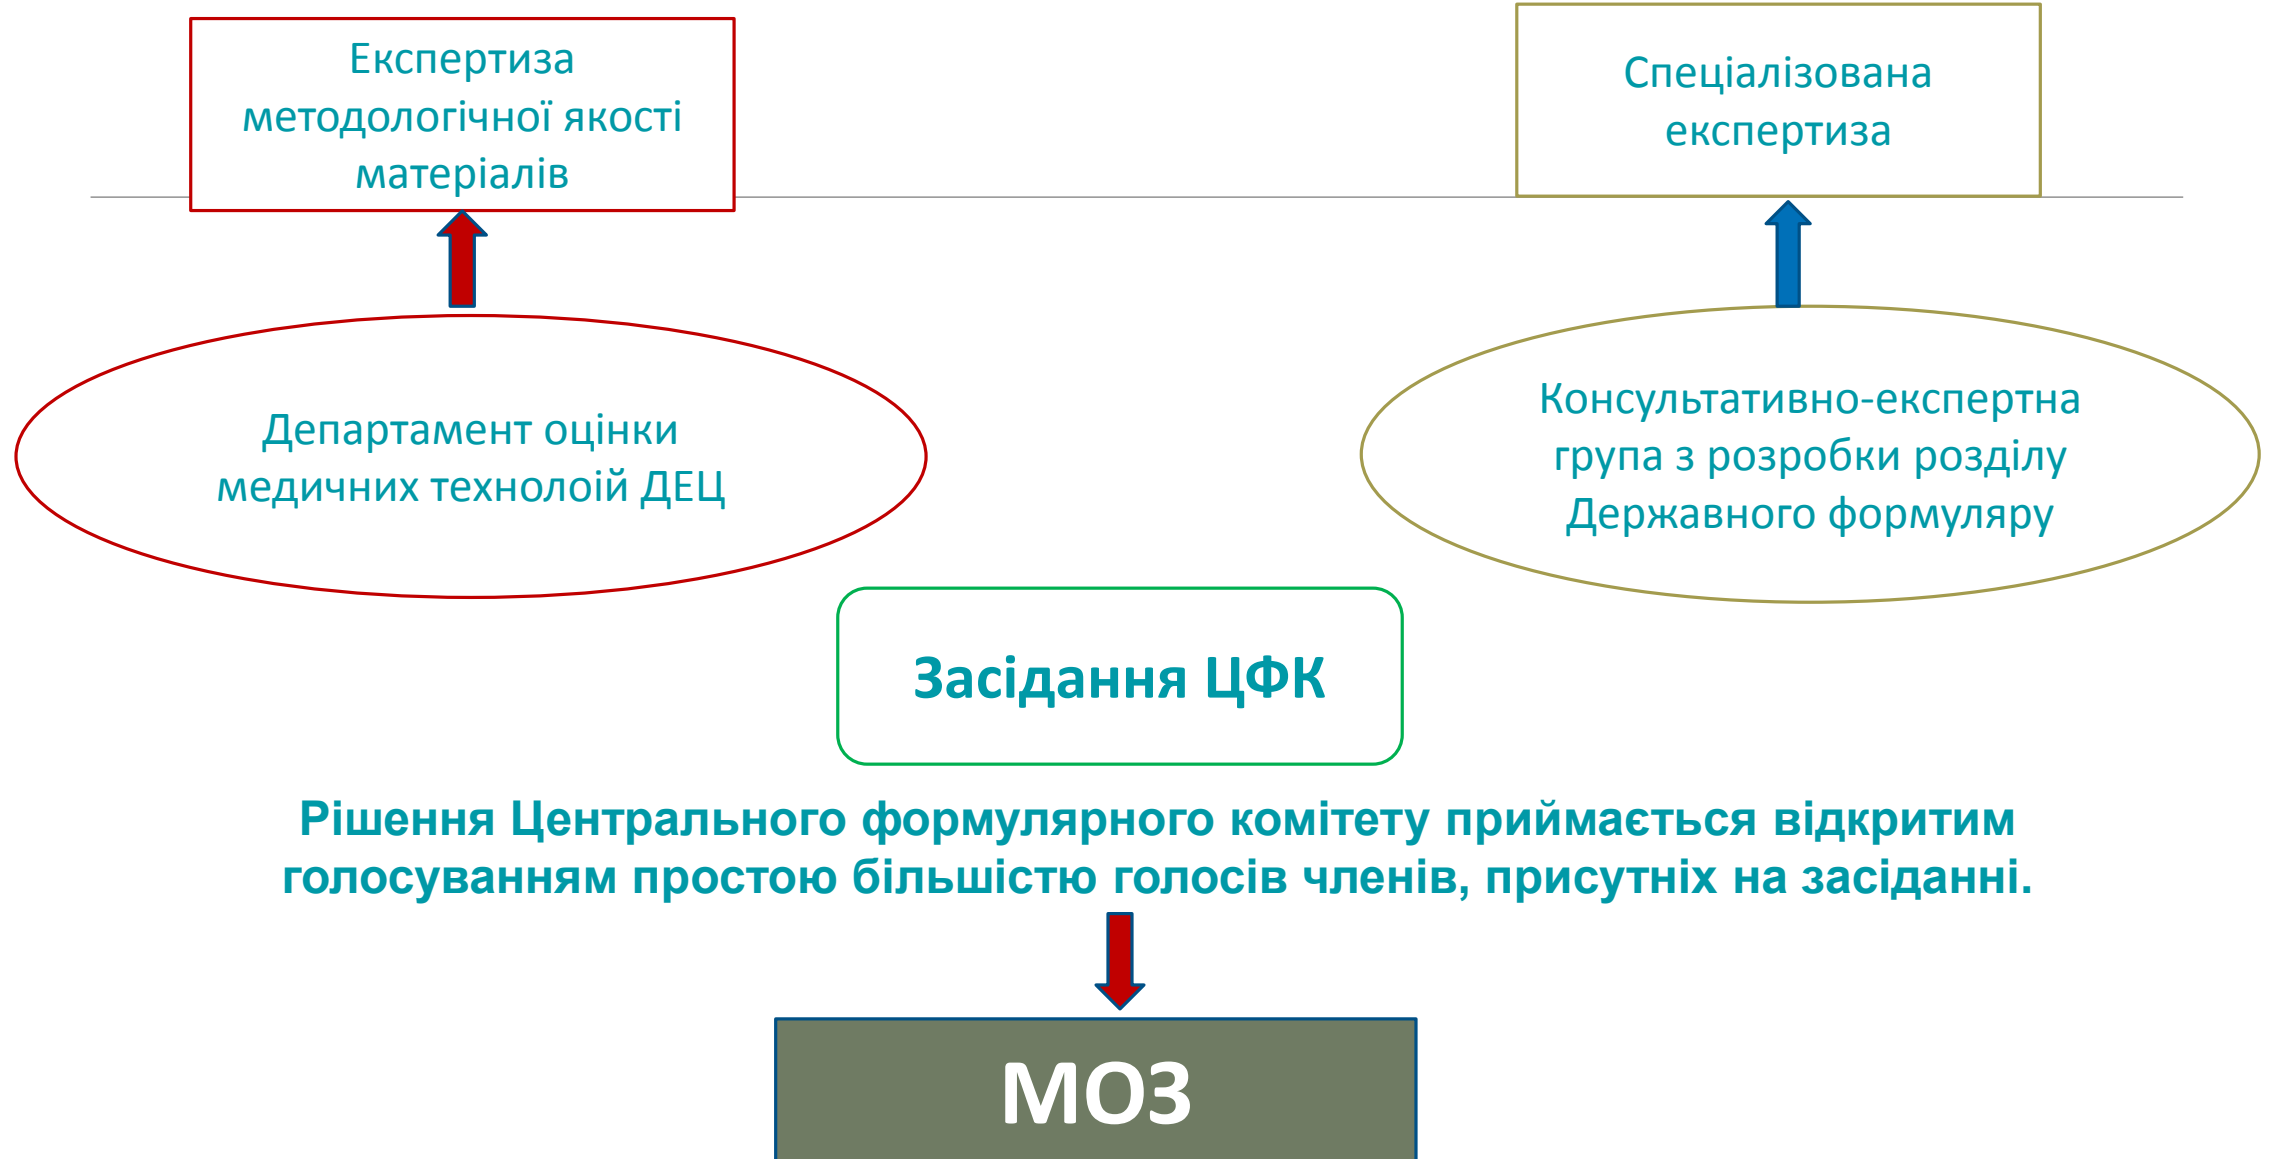 Експертиза
методологічної якості
матеріалів
Спеціалізована
експертиза
Департамент оцінки
медичних технолоій ДЕЦ
Консультативно-експертна
група з розробки розділу
Державного формуляру
Засідання ЦФК
Рішення Центрального формулярного комітету приймається відкритим
голосуванням простою більшістю голосів членів, присутніх на засіданні.
МОЗ